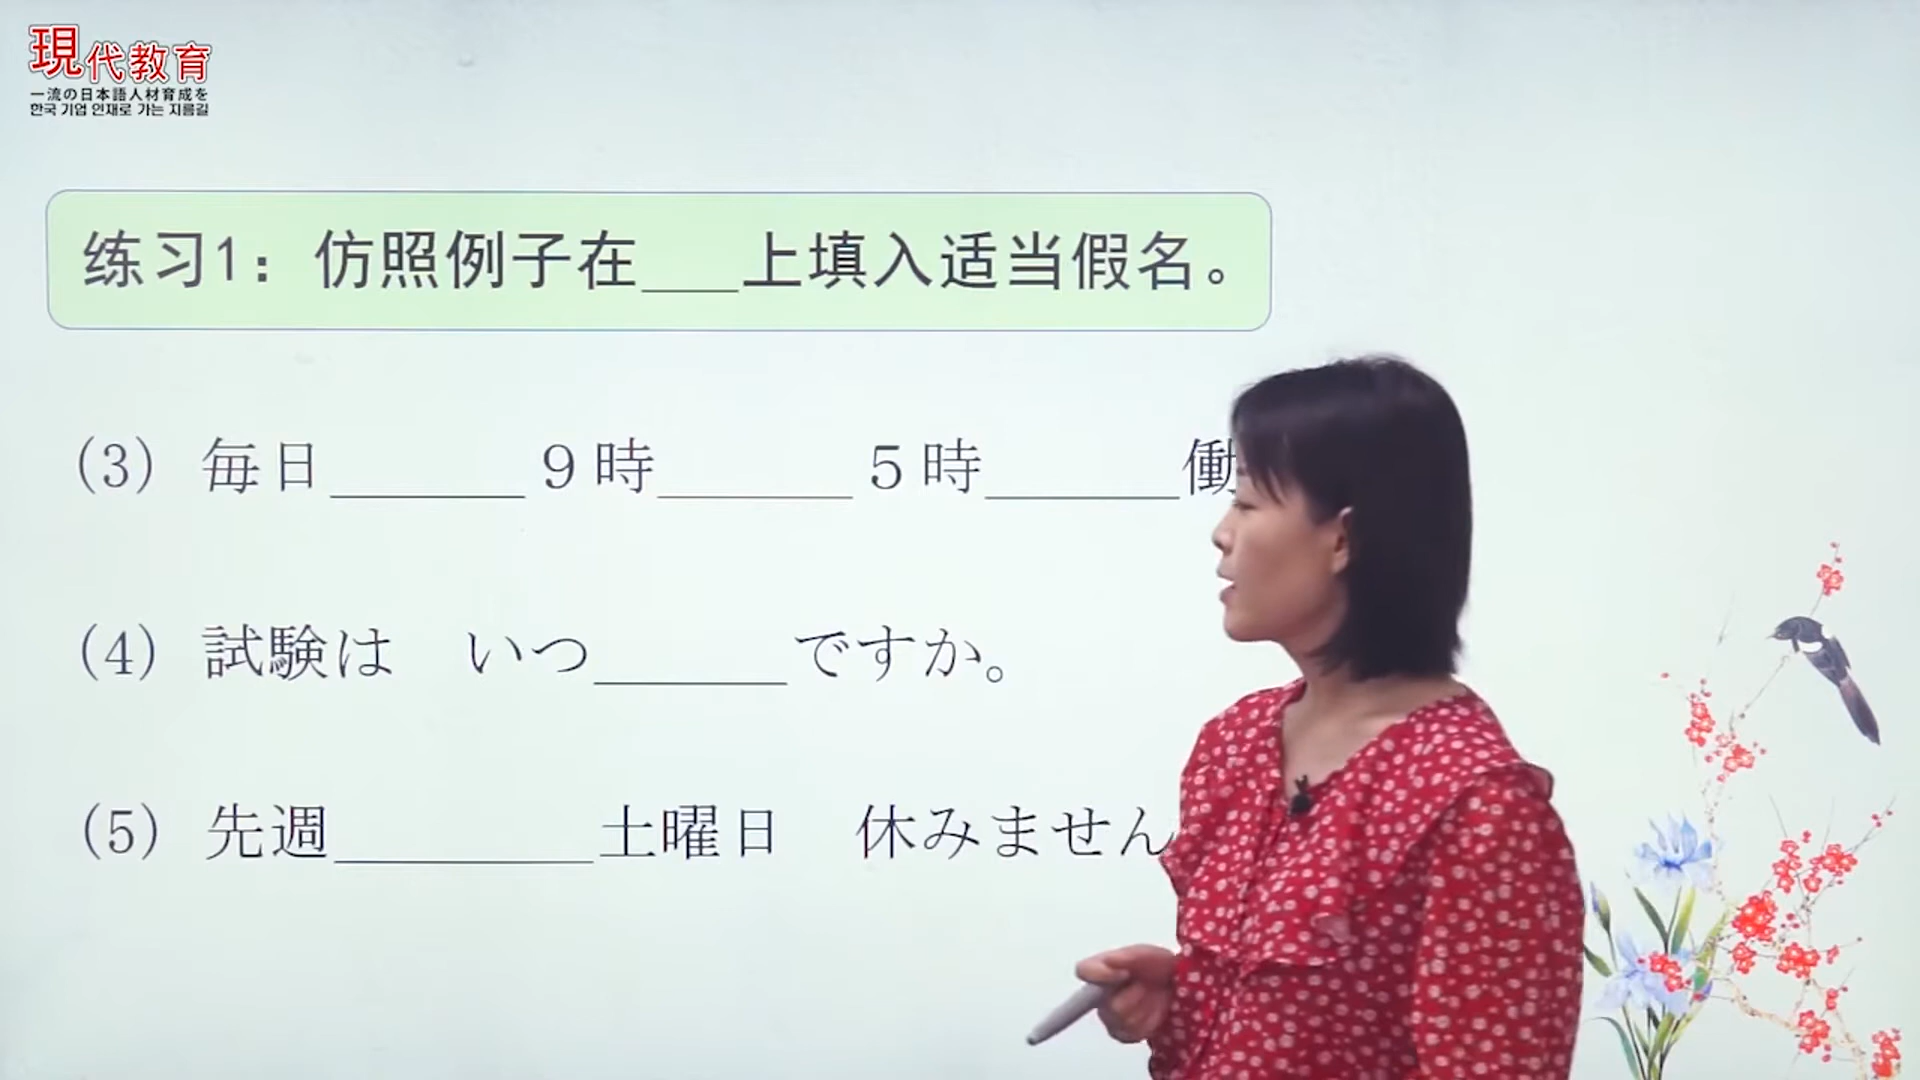 現代教育
一流の日本語人材育成を
한국 기업 인재로 가는 지름길
练习1：仿照例子在___上填入适当假名。
(3) 毎日______９時______５時______働
(4) 試験は　いつ______ですか。
(5) 先週________土曜日　休みません